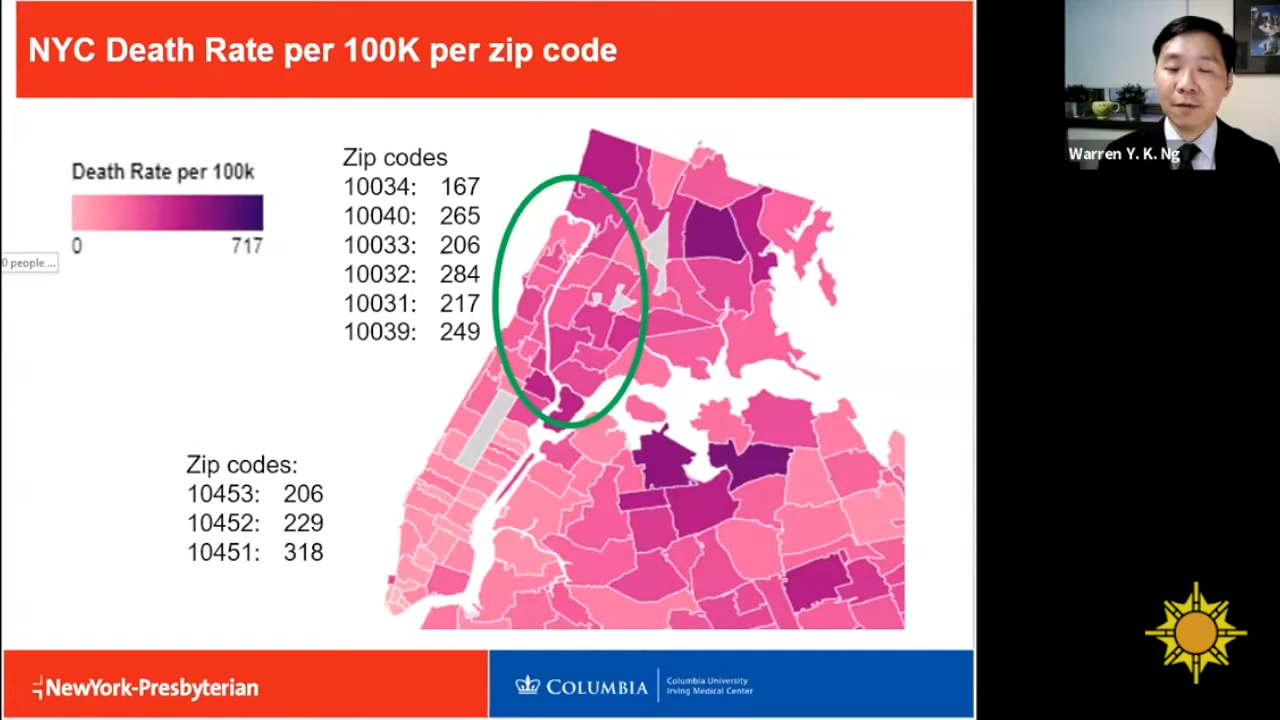 NYC Death Rate per 100K per zip code
Death Rate per 100k
0 717
0 people ...
Zip codes
10034: 167
10040: 265
10033: 206
10032: 284
10031: 217
10039: 249
Zip codes:
10453: 206
10452: 229
10451: 318
Warren Y. K. Ng
NewYork-Presbyterian
COLUMBIA
Columbia University
Irving Medical Center